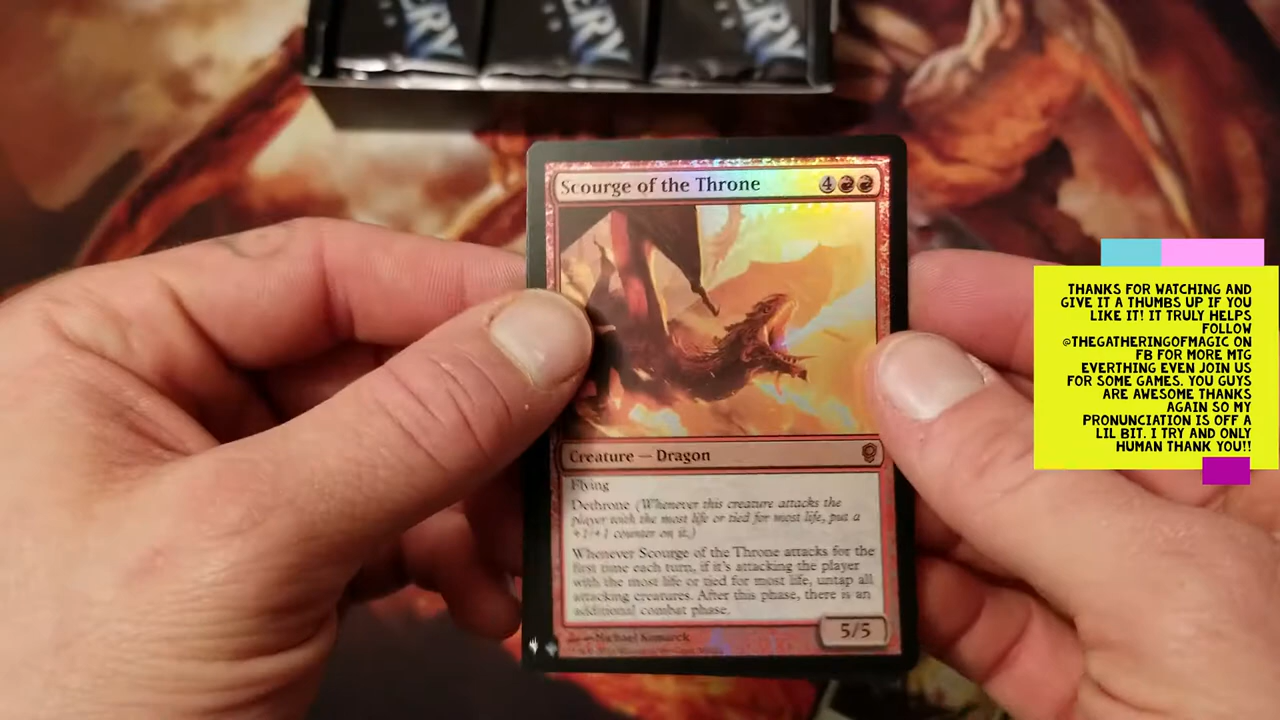 ERY
ERY
ERY
Scourge of the Throne
4
Creature — Dragon
Flying
Dethrone (Whenever this creature attacks the
player with the most life or tied for most life, put a
+1/+1 counter on it.)
Whenever Scourge of the Throne attacks for the
first time each turn, if it's attacking the player
with the most life or tied for most life, untap all
attacking creatures. After this phase, there is an
additional combat phase.
5/5
Michael Komarck
THANKS FOR WATCHING AND
GIVE IT A THUMBS UP IF YOU
LIKE IT! IT TRULY HELPS
FOLLOW
@THEGATHERINGOFMAGIC ON
FB FOR MORE MTG
EVERTHING EVEN JOIN US
FOR SOME GAMES. YOU GUYS
ARE AWESOME THANKS
AGAIN SO MY
PRONUNCIATION IS OFF A
LIL BIT. I TRY AND ONLY
HUMAN THANK YOU!!